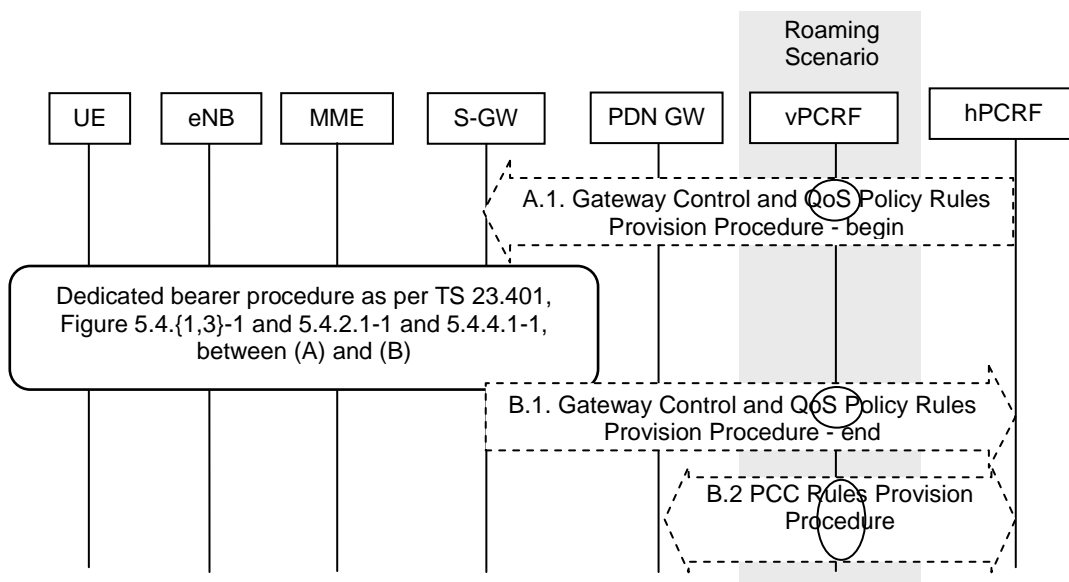 Roaming
Scenario
UE
eNB
MME
S-GW
PDN GW
vPCRF
hPCRF
A.1. Gateway Control and QoS Policy Rules
Provision Procedure - begin
Dedicated bearer procedure as per TS 23.401,
Figure 5.4.{1,3}-1 and 5.4.2.1-1 and 5.4.4.1-1,
between (A) and (B)
B.1. Gateway Control and QoS Policy Rules
Provision Procedure - end
B.2 PCC Rules Provision
Procedure